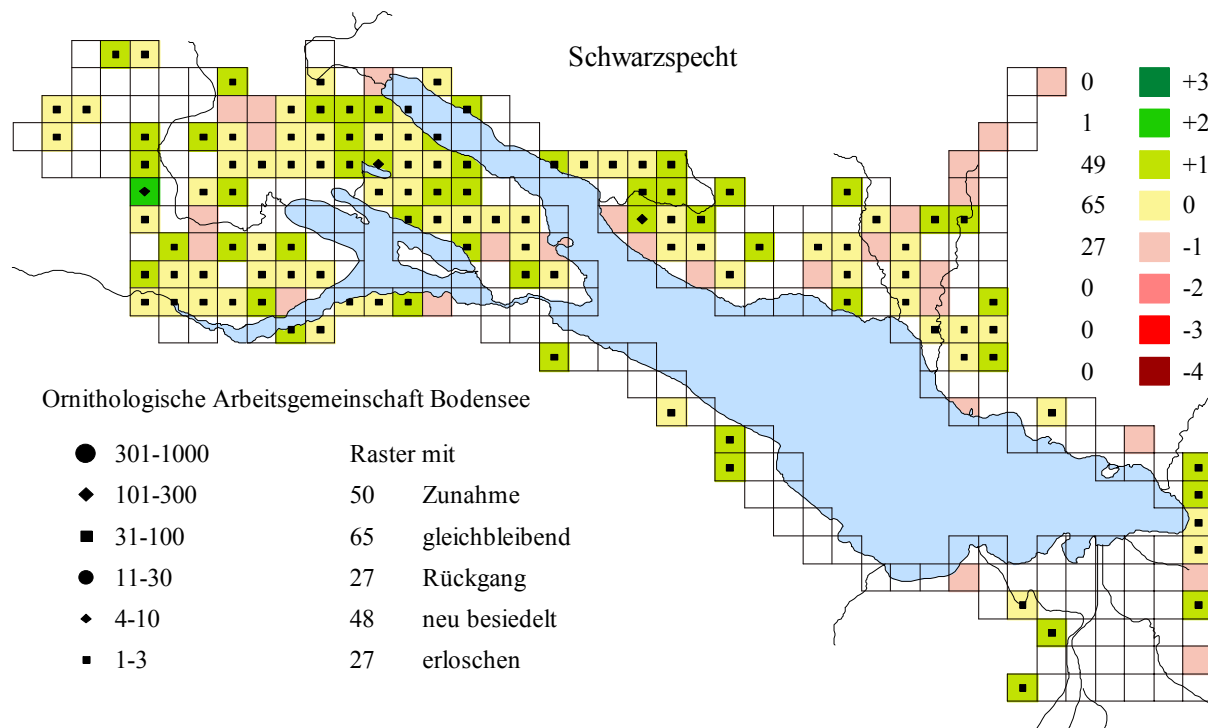 Schwarzspecht
0 +3
1 +2
49 +1
65 0
27 -1
0 -2
0 -3
0 -4
Ornithologische Arbeitsgemeinschaft Bodensee
301-1000 Raster mit
101-300 50 Zunahme
31-100 65 gleichbleibend
11-30 27 Rückgang
4-10 48 neu besiedelt
1-3 27 erloschen